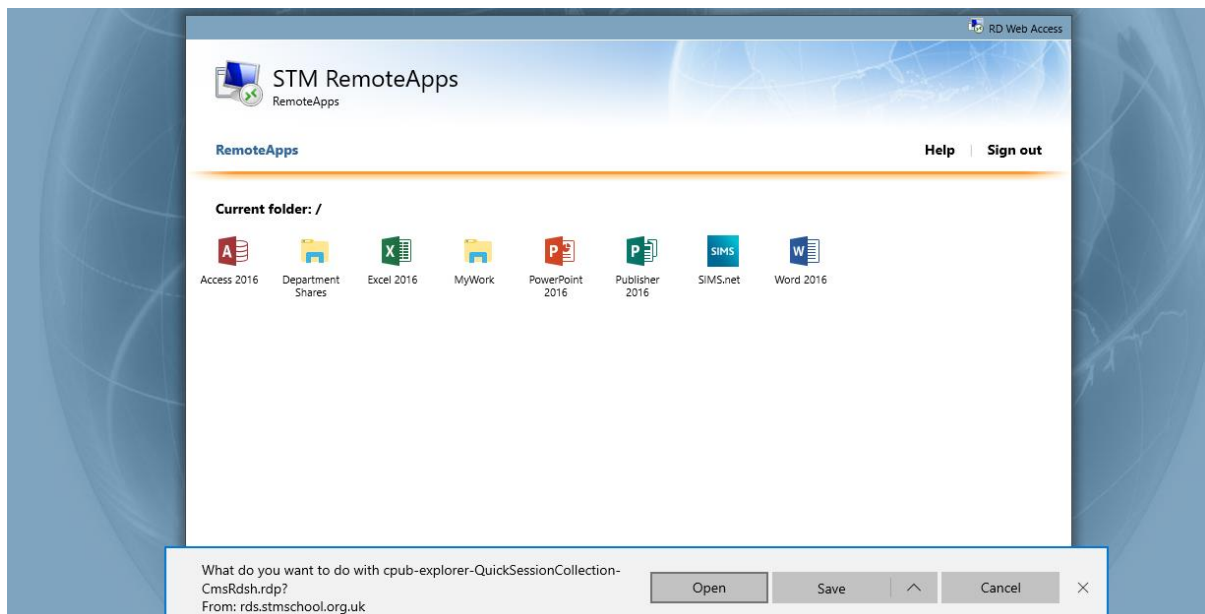 RD Web Access
STM RemoteApps
RemoteApps
RemoteApps
Help
Sign out
Current folder: /
A
X
P
P
SIMS
W
Access 2016
Department
Shares
Excel 2016
MyWork
PowerPoint
2016
Publisher
2016
SIMS.net
Word 2016
What do you want to do with cpub-explorer-QuickSessionCollection-
CmsRdsh.rdp?
From: rds.stmschool.org.uk
Open
Save
Cancel